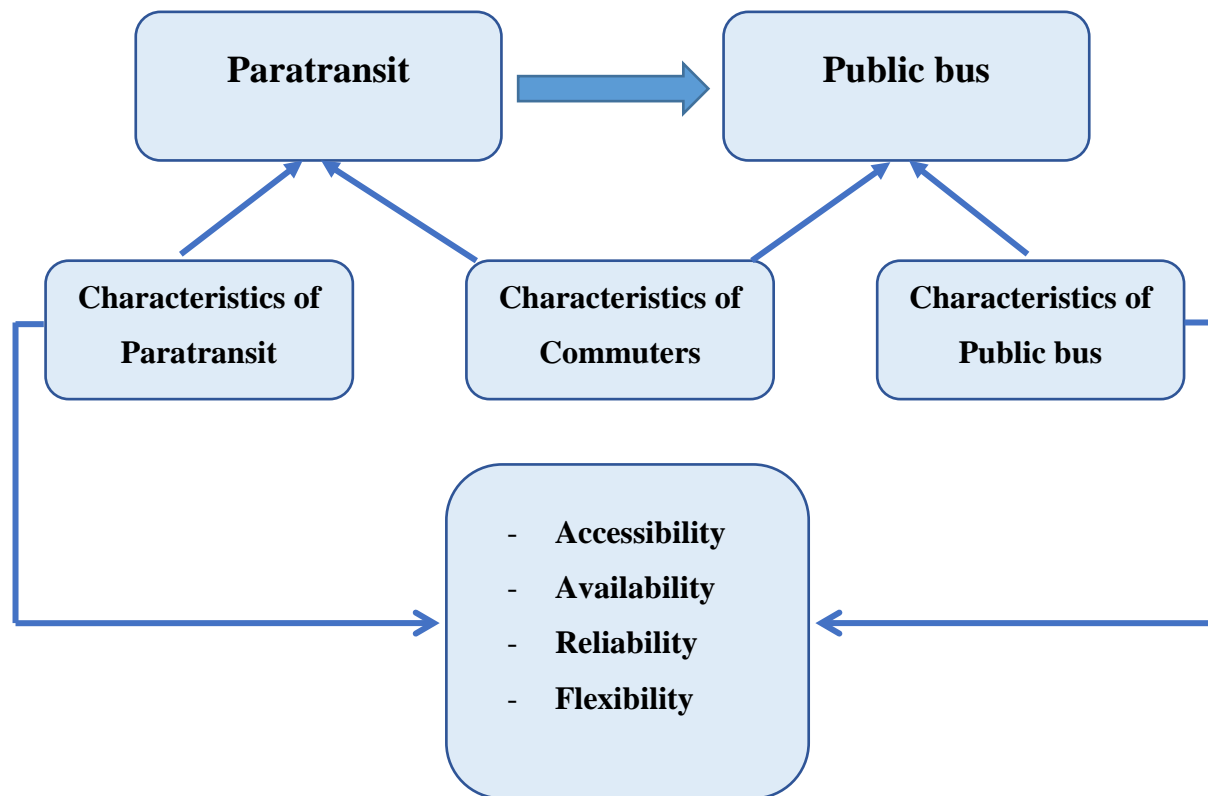 Paratransit
Public bus
Characteristics of
Paratransit
Characteristics of
Commuters
Characteristics of
Public bus
- Accessibility
- Availability
- Reliability
- Flexibility